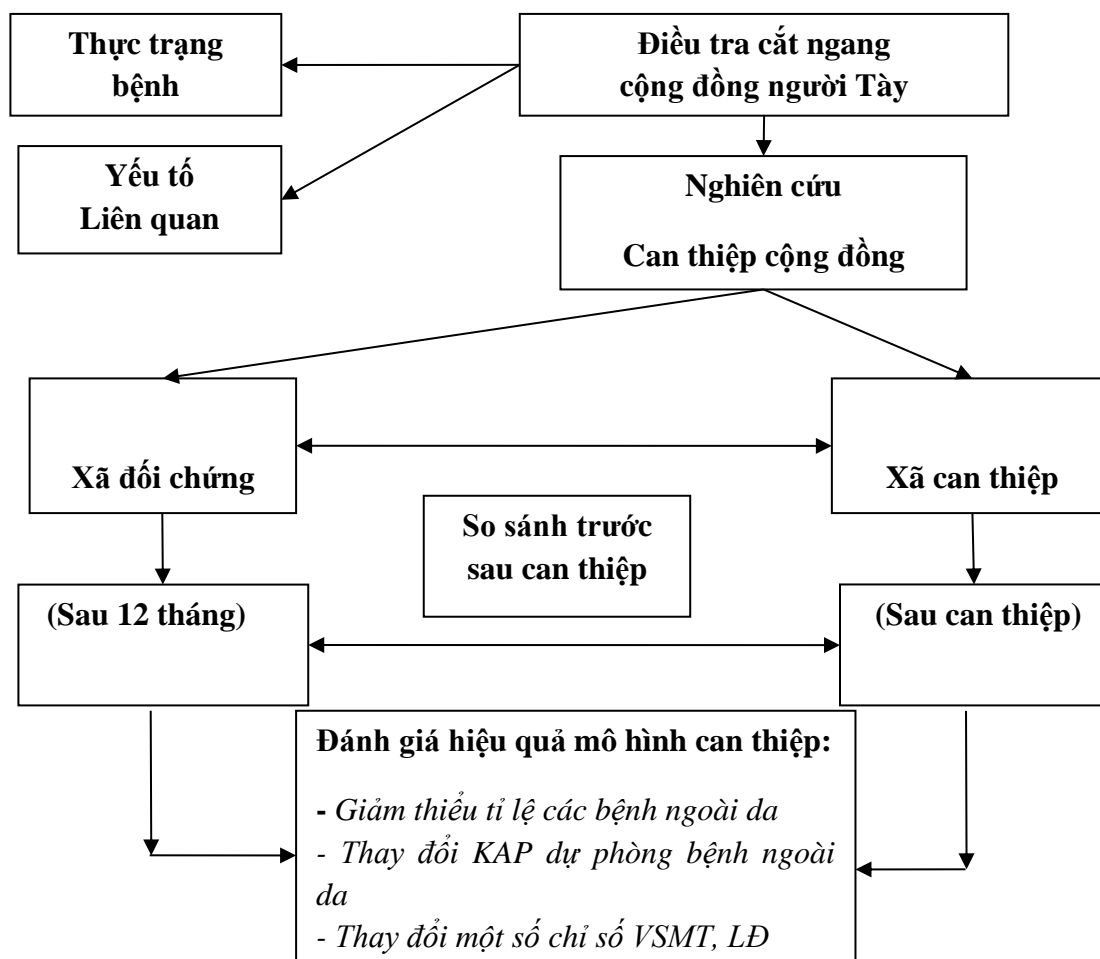 Thực trạng
bệnh
Điều tra cắt ngang
cộng đồng người Tày
Yếu tố
Liên quan
Nghiên cứu
Can thiệp cộng đồng
Xã đối chứng
Xã can thiệp
So sánh trước
sau can thiệp
(Sau 12 tháng)
(Sau can thiệp)
Đánh giá hiệu quả mô hình can thiệp:
- Giảm thiểu tỉ lệ các bệnh ngoài da
- Thay đổi KAP dự phòng bệnh ngoài
da
- Thay đổi một số chỉ số VSMT, LĐ